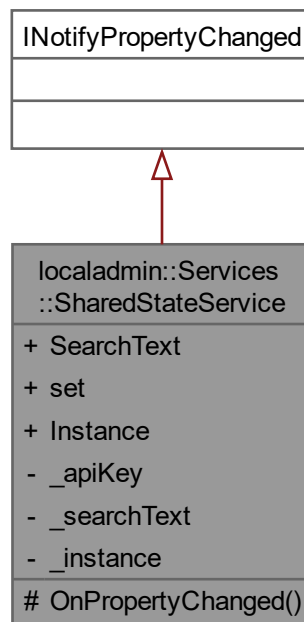 INotifyPropertyChanged
localadmin::Services
::SharedStateService
+ SearchText
+ set
+ Instance
- _apiKey
- _searchText
- _instance
# OnPropertyChanged()